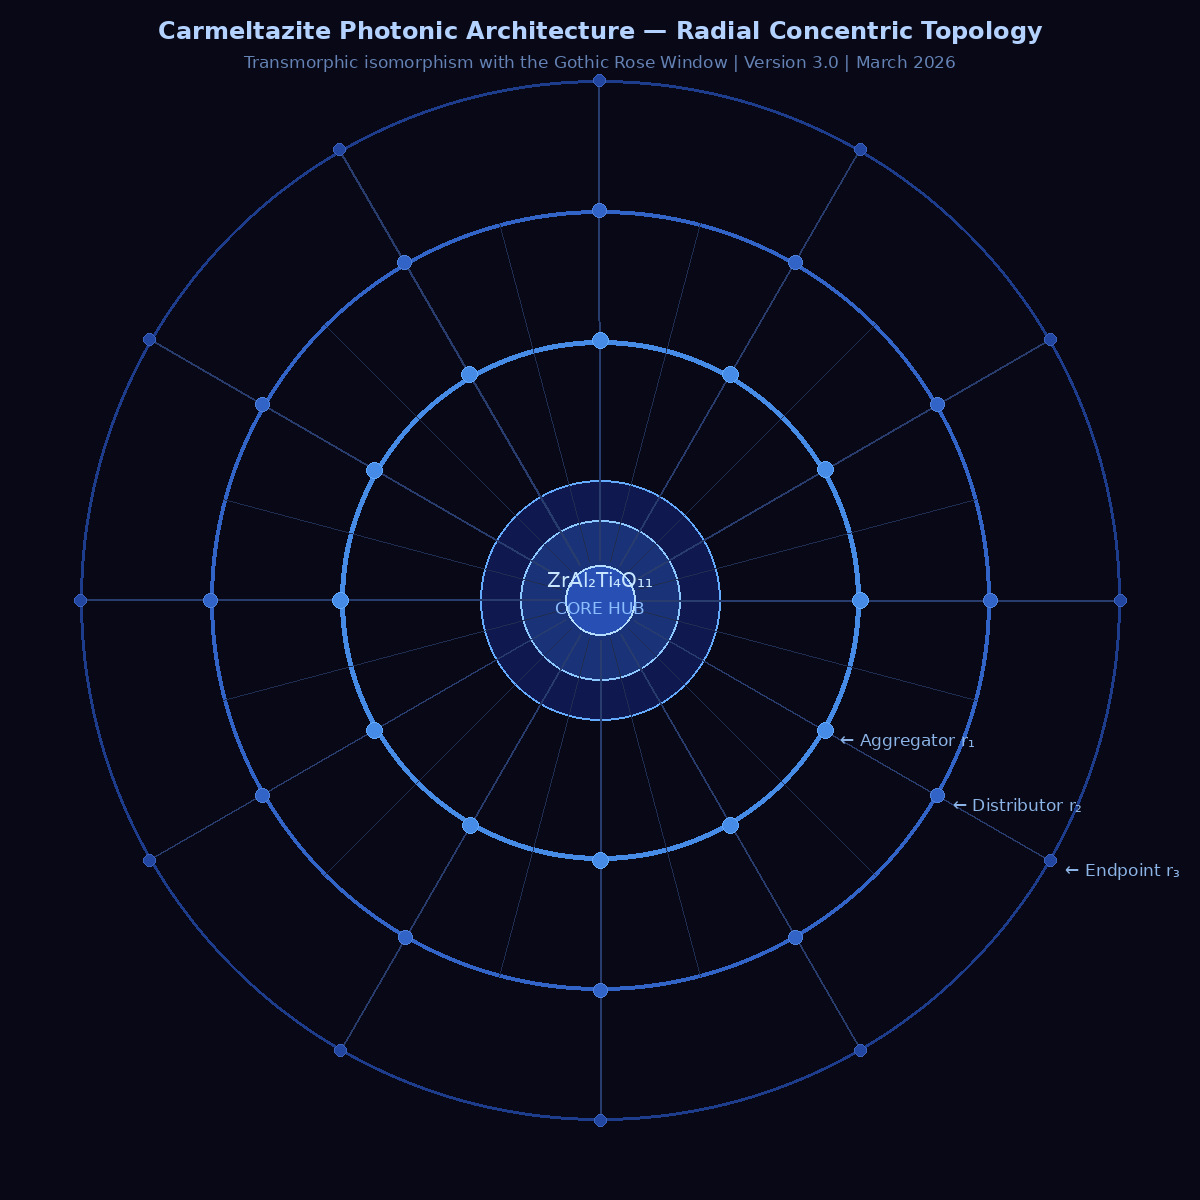 Carmeltazite Photonic Architecture — Radial Concentric Topology
Transmorphic isomorphism with the Gothic Rose Window | Version 3.0 | March 2026
ZrAl₂Ti₄O₁₁
CORE HUB
← Aggregator r₁
← Distributor r₂
← Endpoint r₃